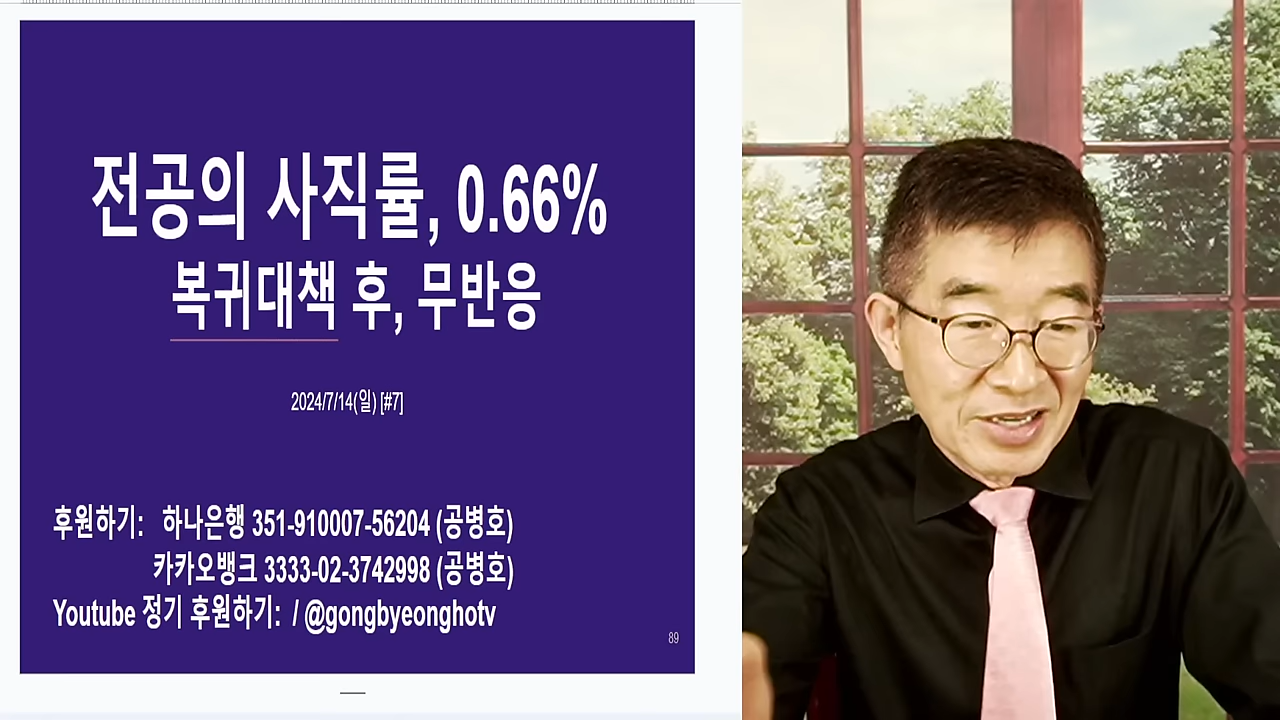 전공의 사직률, 0.66%
복귀대책 후, 무반응
2024/7/14(일) [#7]
후원하기: 하나은행 351-910007-56204 (공병호)
카카오뱅크 3333-02-3742998 (공병호)
Youtube 정기 후원하기: / @gongbyeonghotv
89